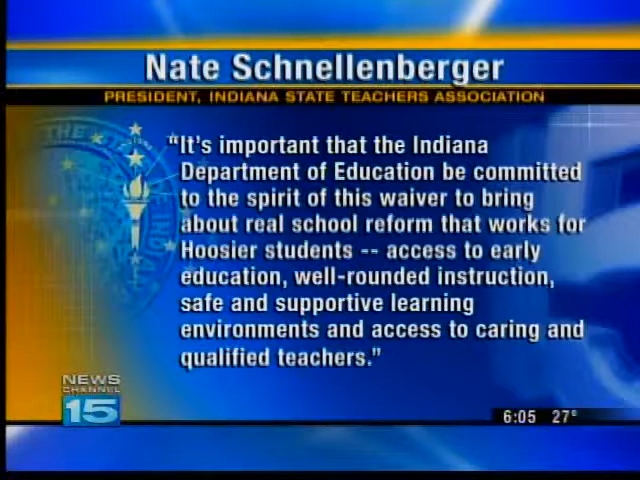 Nate Schnellenberger
PRESIDENT, INDIANA STATE TEACHERS ASSOCIATION
"It's important that the Indiana
Department of Education be committed
to the spirit of this waiver to bring
about real school reform that works for
Hoosier students -- access to early
education, well-rounded instruction,
safe and supportive learning
environments and access to caring and
qualified teachers."
NEWS
CHANNEL
15
6:05 27°